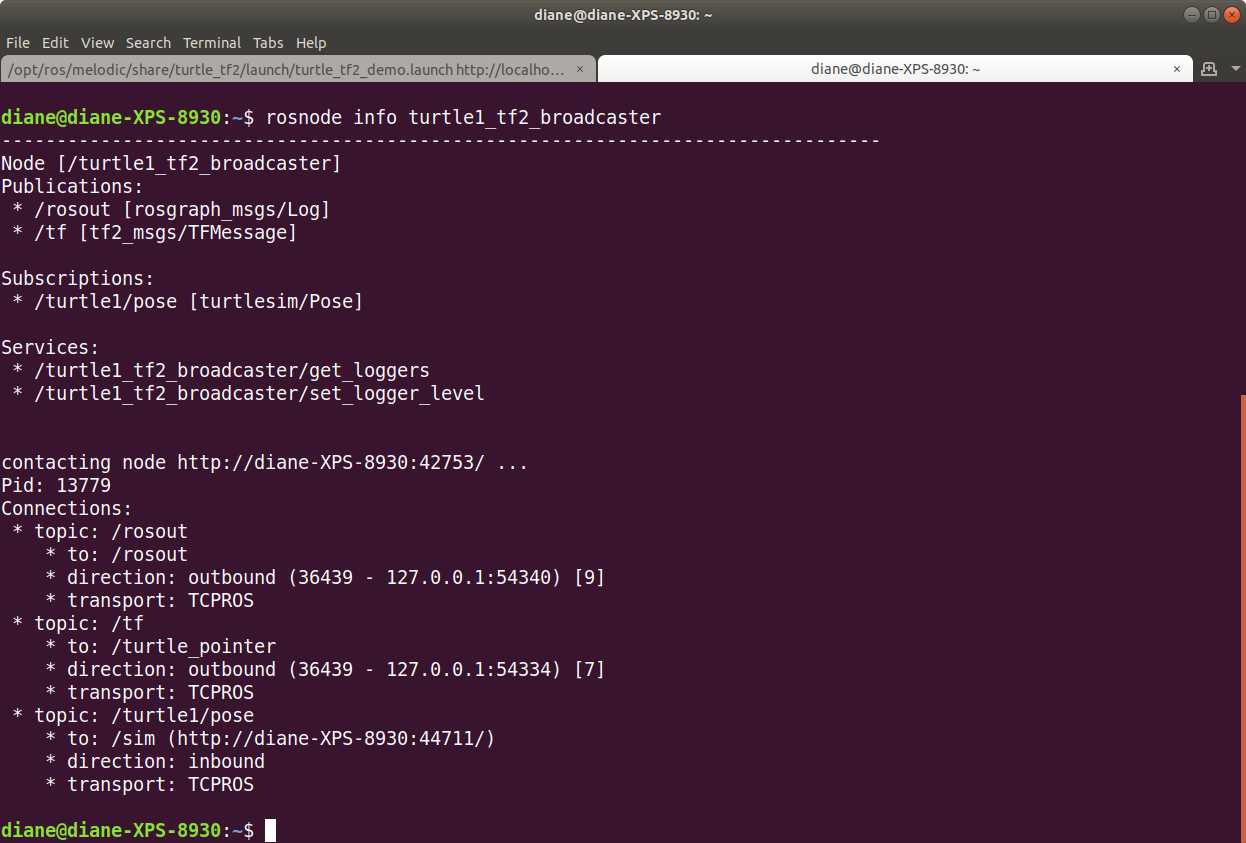 diane@diane-XPS-8930: ~
File Edit View Search Terminal Tabs Help
/opt/ros/melodic/share/turtle_tf2/launch/turtle_tf2_demo.launch http://localho... × diane@diane-XPS-8930: ~ ×
diane@diane-XPS-8930:~$ rosnode info turtle1_tf2_broadcaster
--------------------------------------------------------------------------------
Node [/turtle1_tf2_broadcaster]
Publications:
 * /rosout [rosgraph_msgs/Log]
 * /tf [tf2_msgs/TFMessage]

Subscriptions:
 * /turtle1/pose [turtlesim/Pose]

Services:
 * /turtle1_tf2_broadcaster/get_loggers
 * /turtle1_tf2_broadcaster/set_logger_level


contacting node http://diane-XPS-8930:42753/ ...
Pid: 13779
Connections:
 * topic: /rosout
    * to: /rosout
    * direction: outbound (36439 - 127.0.0.1:54340) [9]
    * transport: TCPROS
 * topic: /tf
    * to: /turtle_pointer
    * direction: outbound (36439 - 127.0.0.1:54334) [7]
    * transport: TCPROS
 * topic: /turtle1/pose
    * to: /sim (http://diane-XPS-8930:44711/)
    * direction: inbound
    * transport: TCPROS

diane@diane-XPS-8930:~$